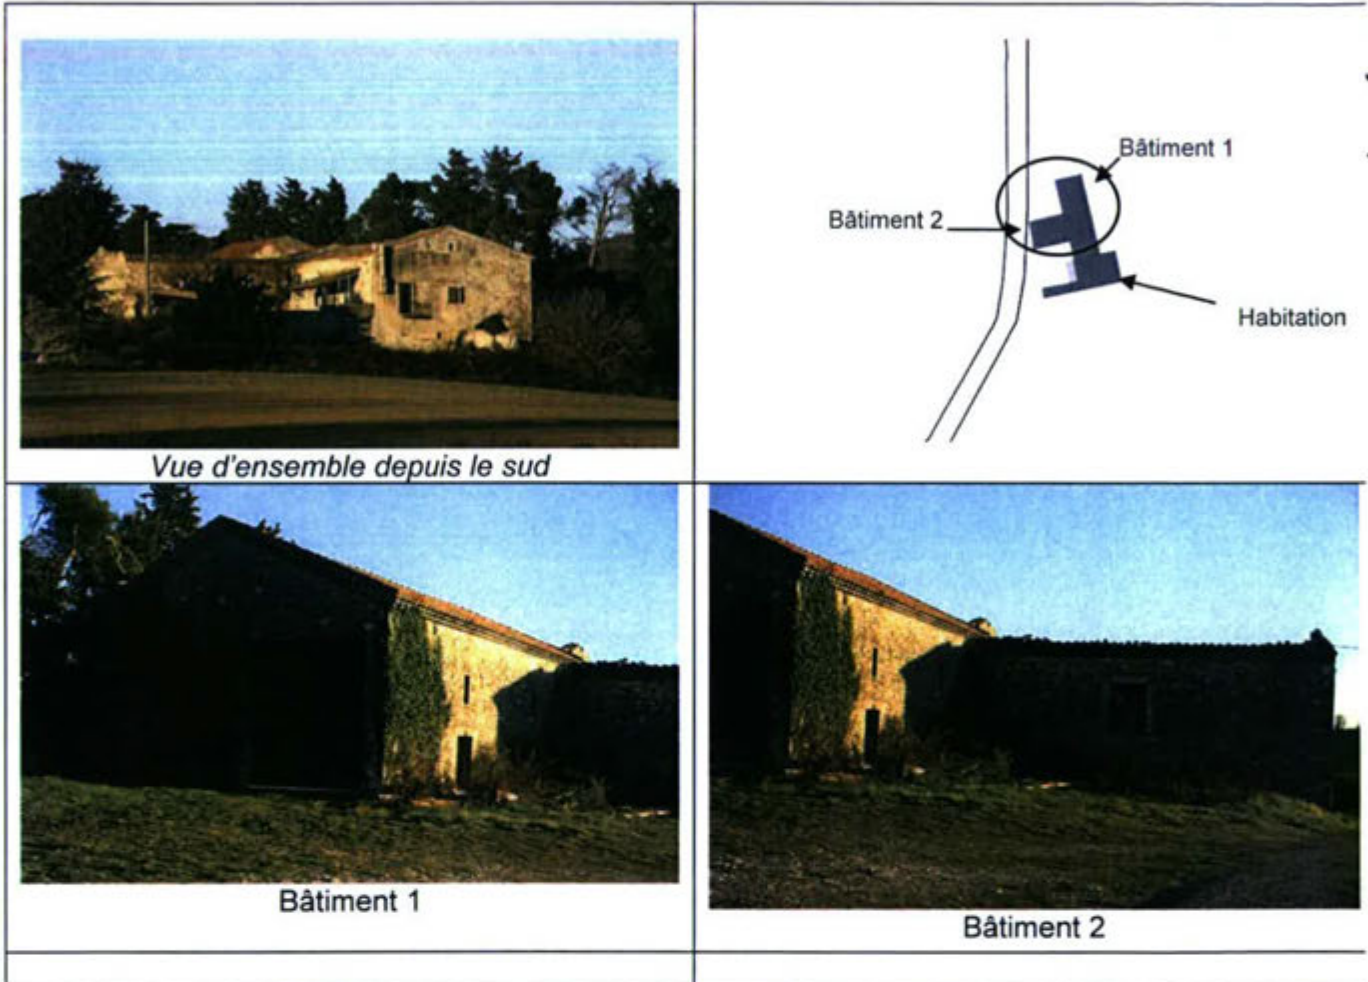 Vue d'ensemble depuis le sud
Bâtiment 1
Bâtiment 2
Habitation
Bâtiment 1
Bâtiment 2